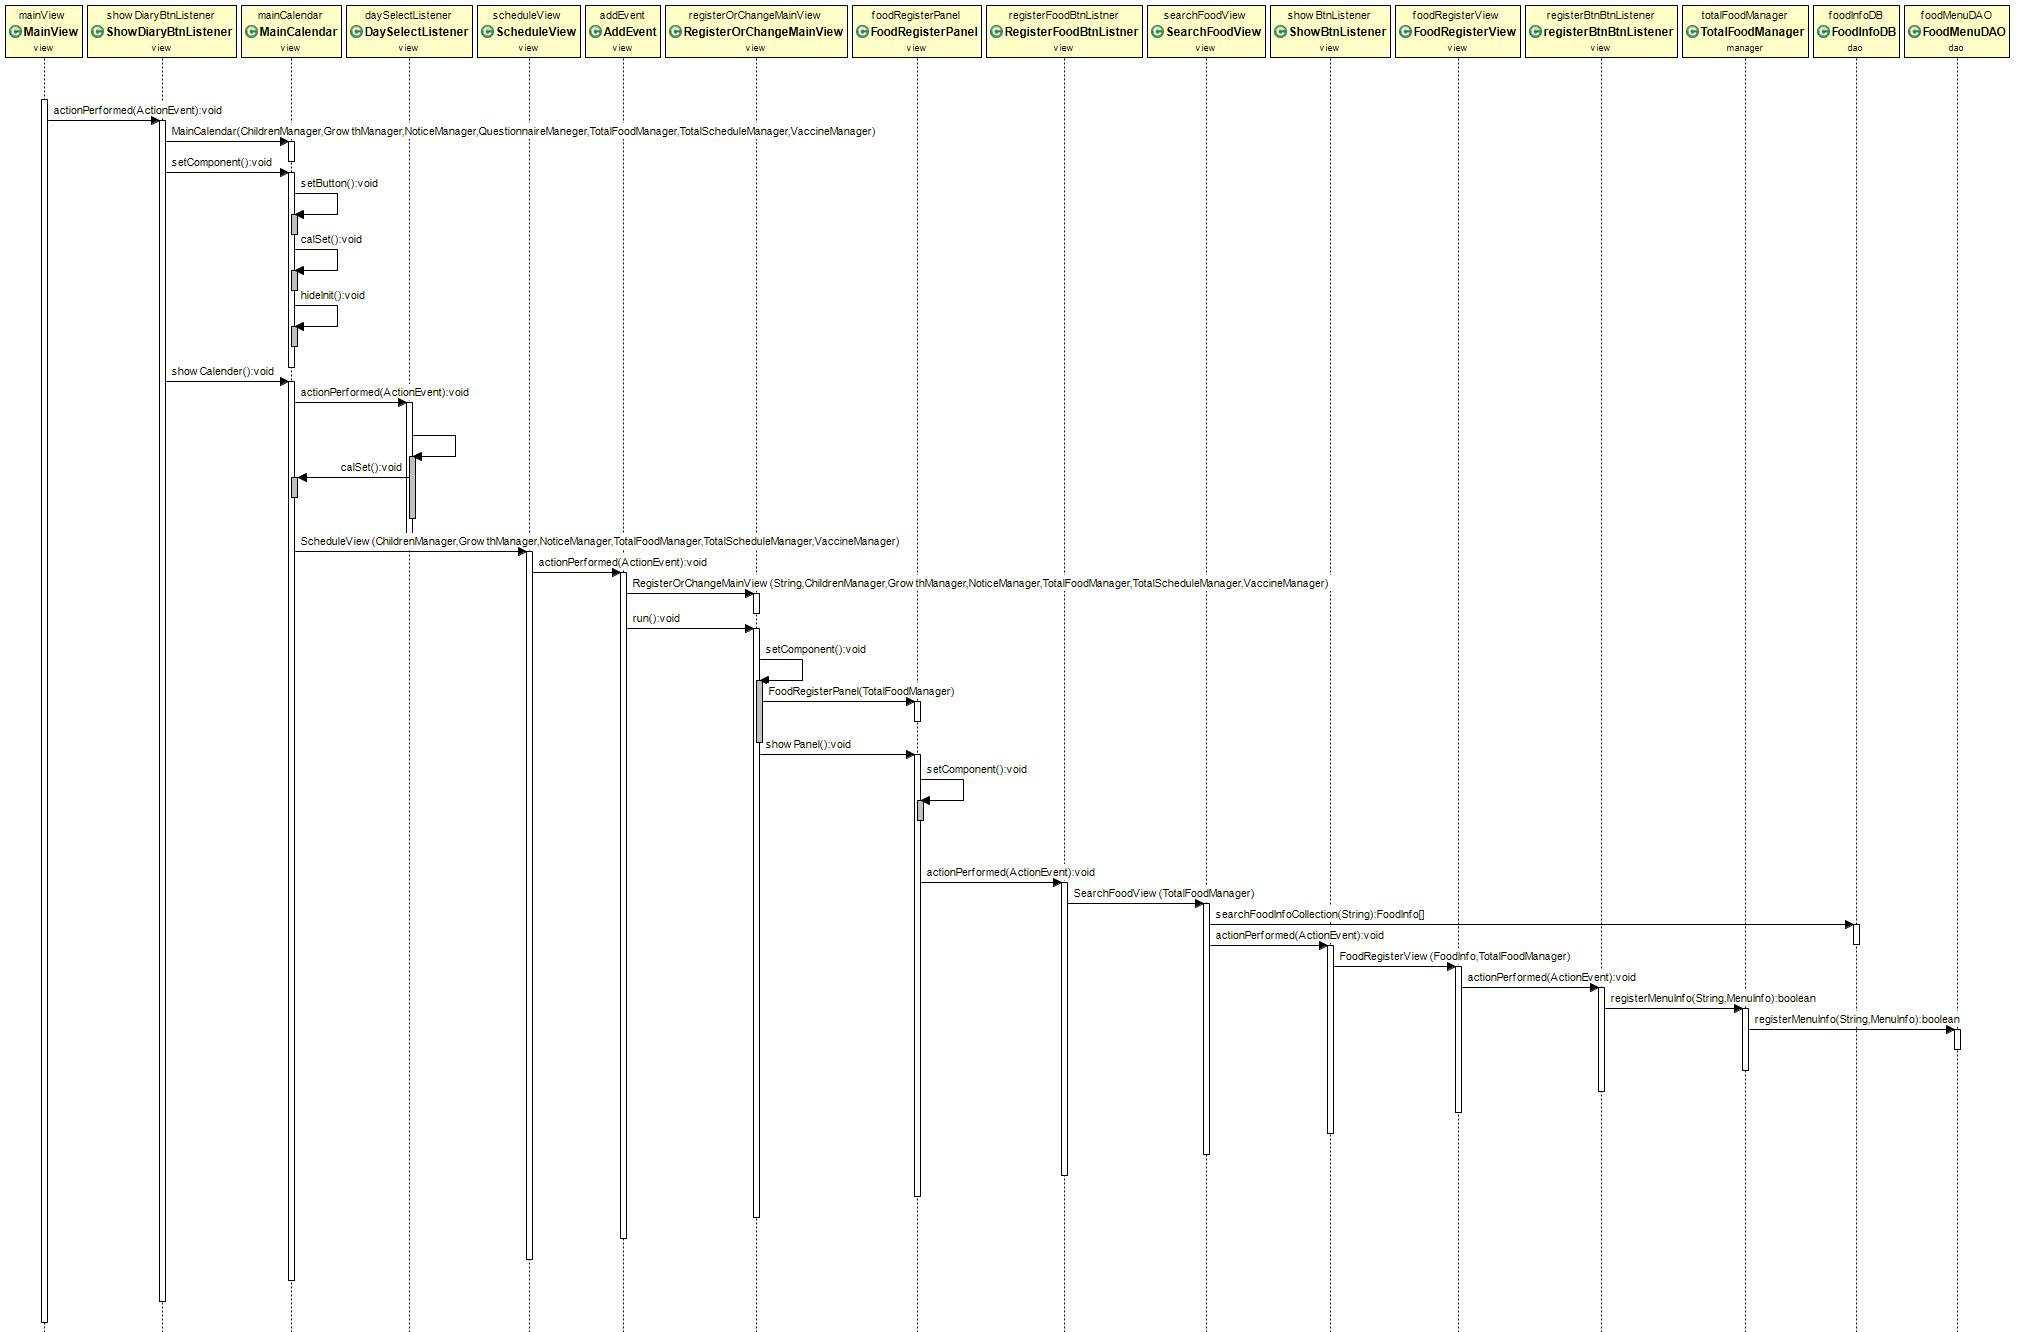 mainView
MainView
view
showDiaryBtnListener
ShowDiaryBtnListener
view
mainCalendar
MainCalendar
view
daySelectListener
DaySelectListener
view
scheduleView
ScheduleView
view
addEvent
AddEvent
view
registerOrChangeMainView
RegisterOrChangeMainView
view
foodRegisterPanel
FoodRegisterPanel
view
registerFoodBtnListner
RegisterFoodBtnListner
view
searchFoodView
SearchFoodView
view
showBtnListener
ShowBtnListener
view
foodRegisterView
FoodRegisterView
view
registerBtnBtnListener
registerBtnBtnListener
view
totalFoodManager
TotalFoodManager
manager
foodInfoDB
FoodInfoDB
dao
foodMenuDAO
FoodMenuDAO
dao
actionPerformed(ActionEvent):void
MainCalendar(ChildrenManager,GrowthManager,NoticeManager,QuestionnaireManeger,TotalFoodManager,TotalScheduleManager,VaccineManager)
setComponent():void
setButton():void
calSet():void
hideInit():void
showCalender():void
actionPerformed(ActionEvent):void
calSet():void
ScheduleView(ChildrenManager,GrowthManager,NoticeManager,TotalFoodManager,TotalScheduleManager,VaccineManager)
actionPerformed(ActionEvent):void
RegisterOrChangeMainView(String,ChildrenManager,GrowthManager,NoticeManager,TotalFoodManager,TotalScheduleManager,VaccineManager)
run():void
setComponent():void
FoodRegisterPanel(TotalFoodManager)
showPanel():void
setComponent():void
actionPerformed(ActionEvent):void
SearchFoodView(TotalFoodManager)
searchFoodInfoCollection(String):FoodInfo[]
actionPerformed(ActionEvent):void
FoodRegisterView(FoodInfo,TotalFoodManager)
actionPerformed(ActionEvent):void
registerMenuInfo(String,MenuInfo):boolean
registerMenuInfo(String,MenuInfo):boolean